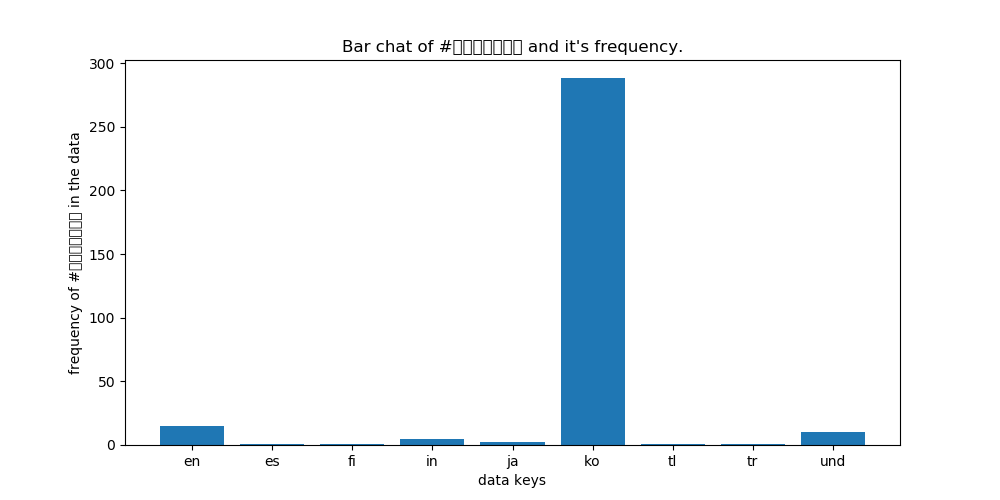 Bar chat of #▯▯▯▯▯▯▯ and it's frequency.
frequency of #▯▯▯▯▯▯▯ in the data
300
250
200
150
100
50
0
en es fi in ja ko tl tr und
data keys